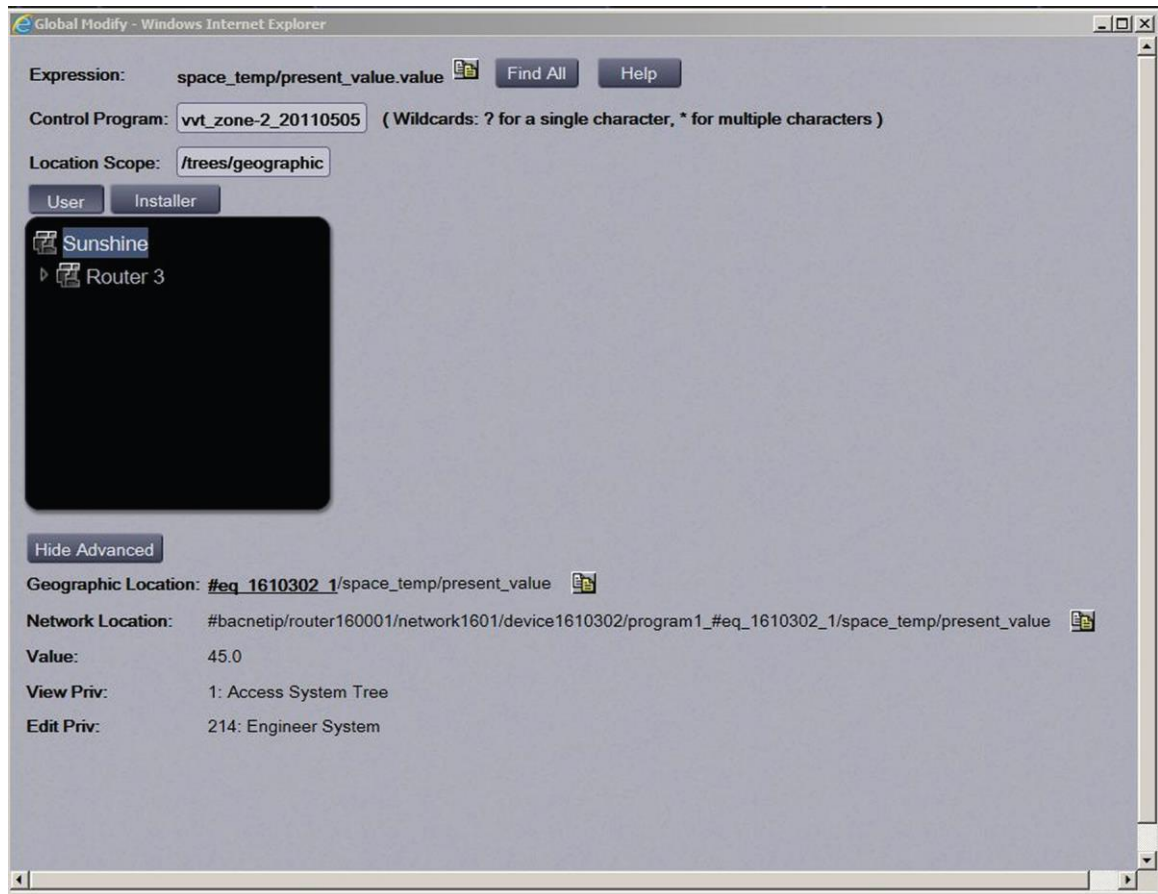 Global Modify - Windows Internet Explorer
Expression: space_temp/present_value.value Find All Help
Control Program: vvt_zone-2_20110505 ( Wildcards: ? for a single character, * for multiple characters )
Location Scope: /trees/geographic
User Installer
Sunshine
Router 3
Hide Advanced
Geographic Location: #eq_1610302_1/space_temp/present_value
Network Location: #bacnetip/router160001/network1601/device1610302/program1_#eq_1610302_1/space_temp/present_value
Value: 45.0
View Priv: 1: Access System Tree
Edit Priv: 214: Engineer System